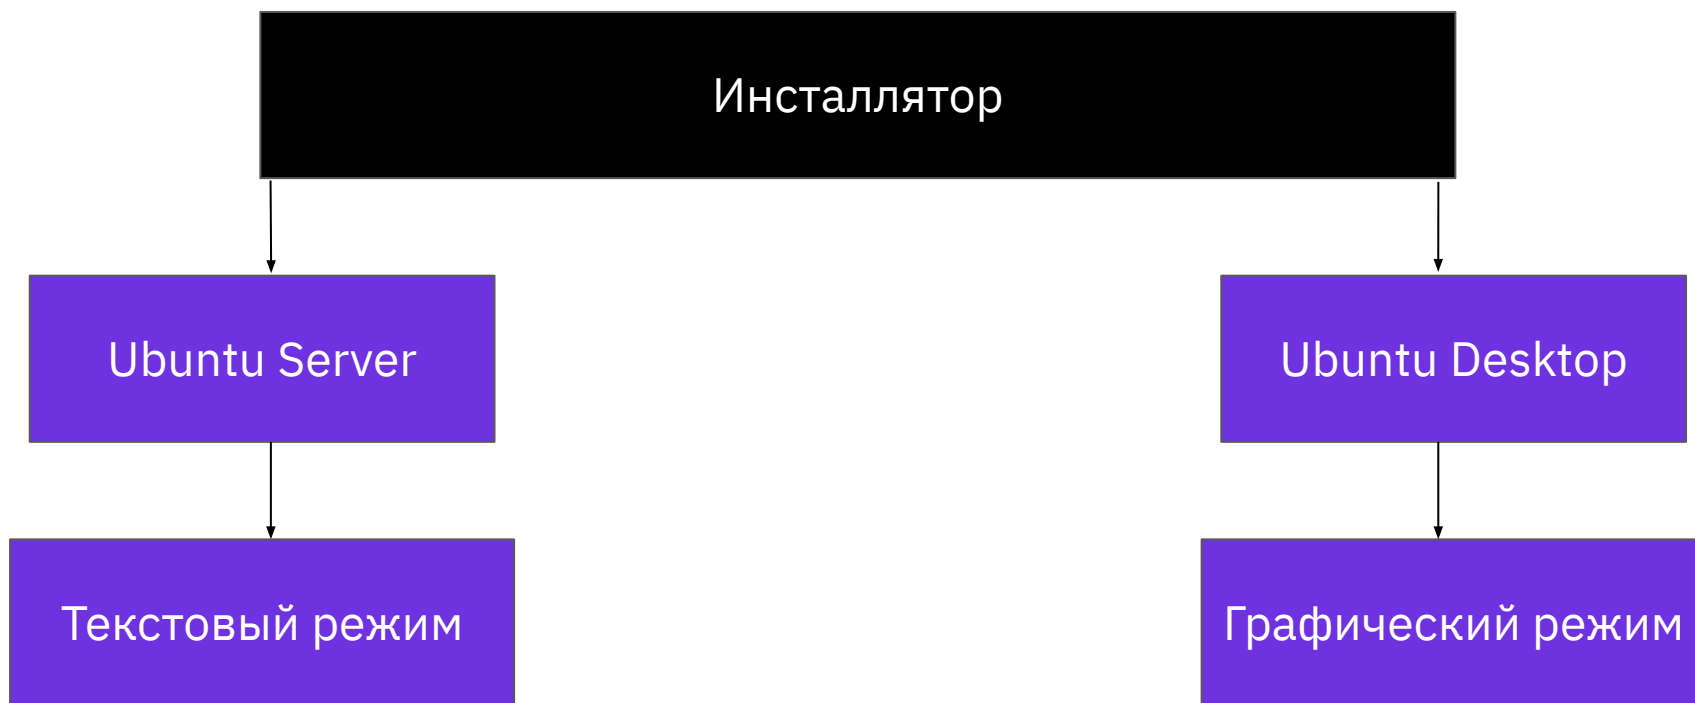 Инсталлятор
Ubuntu Server
Ubuntu Desktop
Текстовый режим
Графический режим